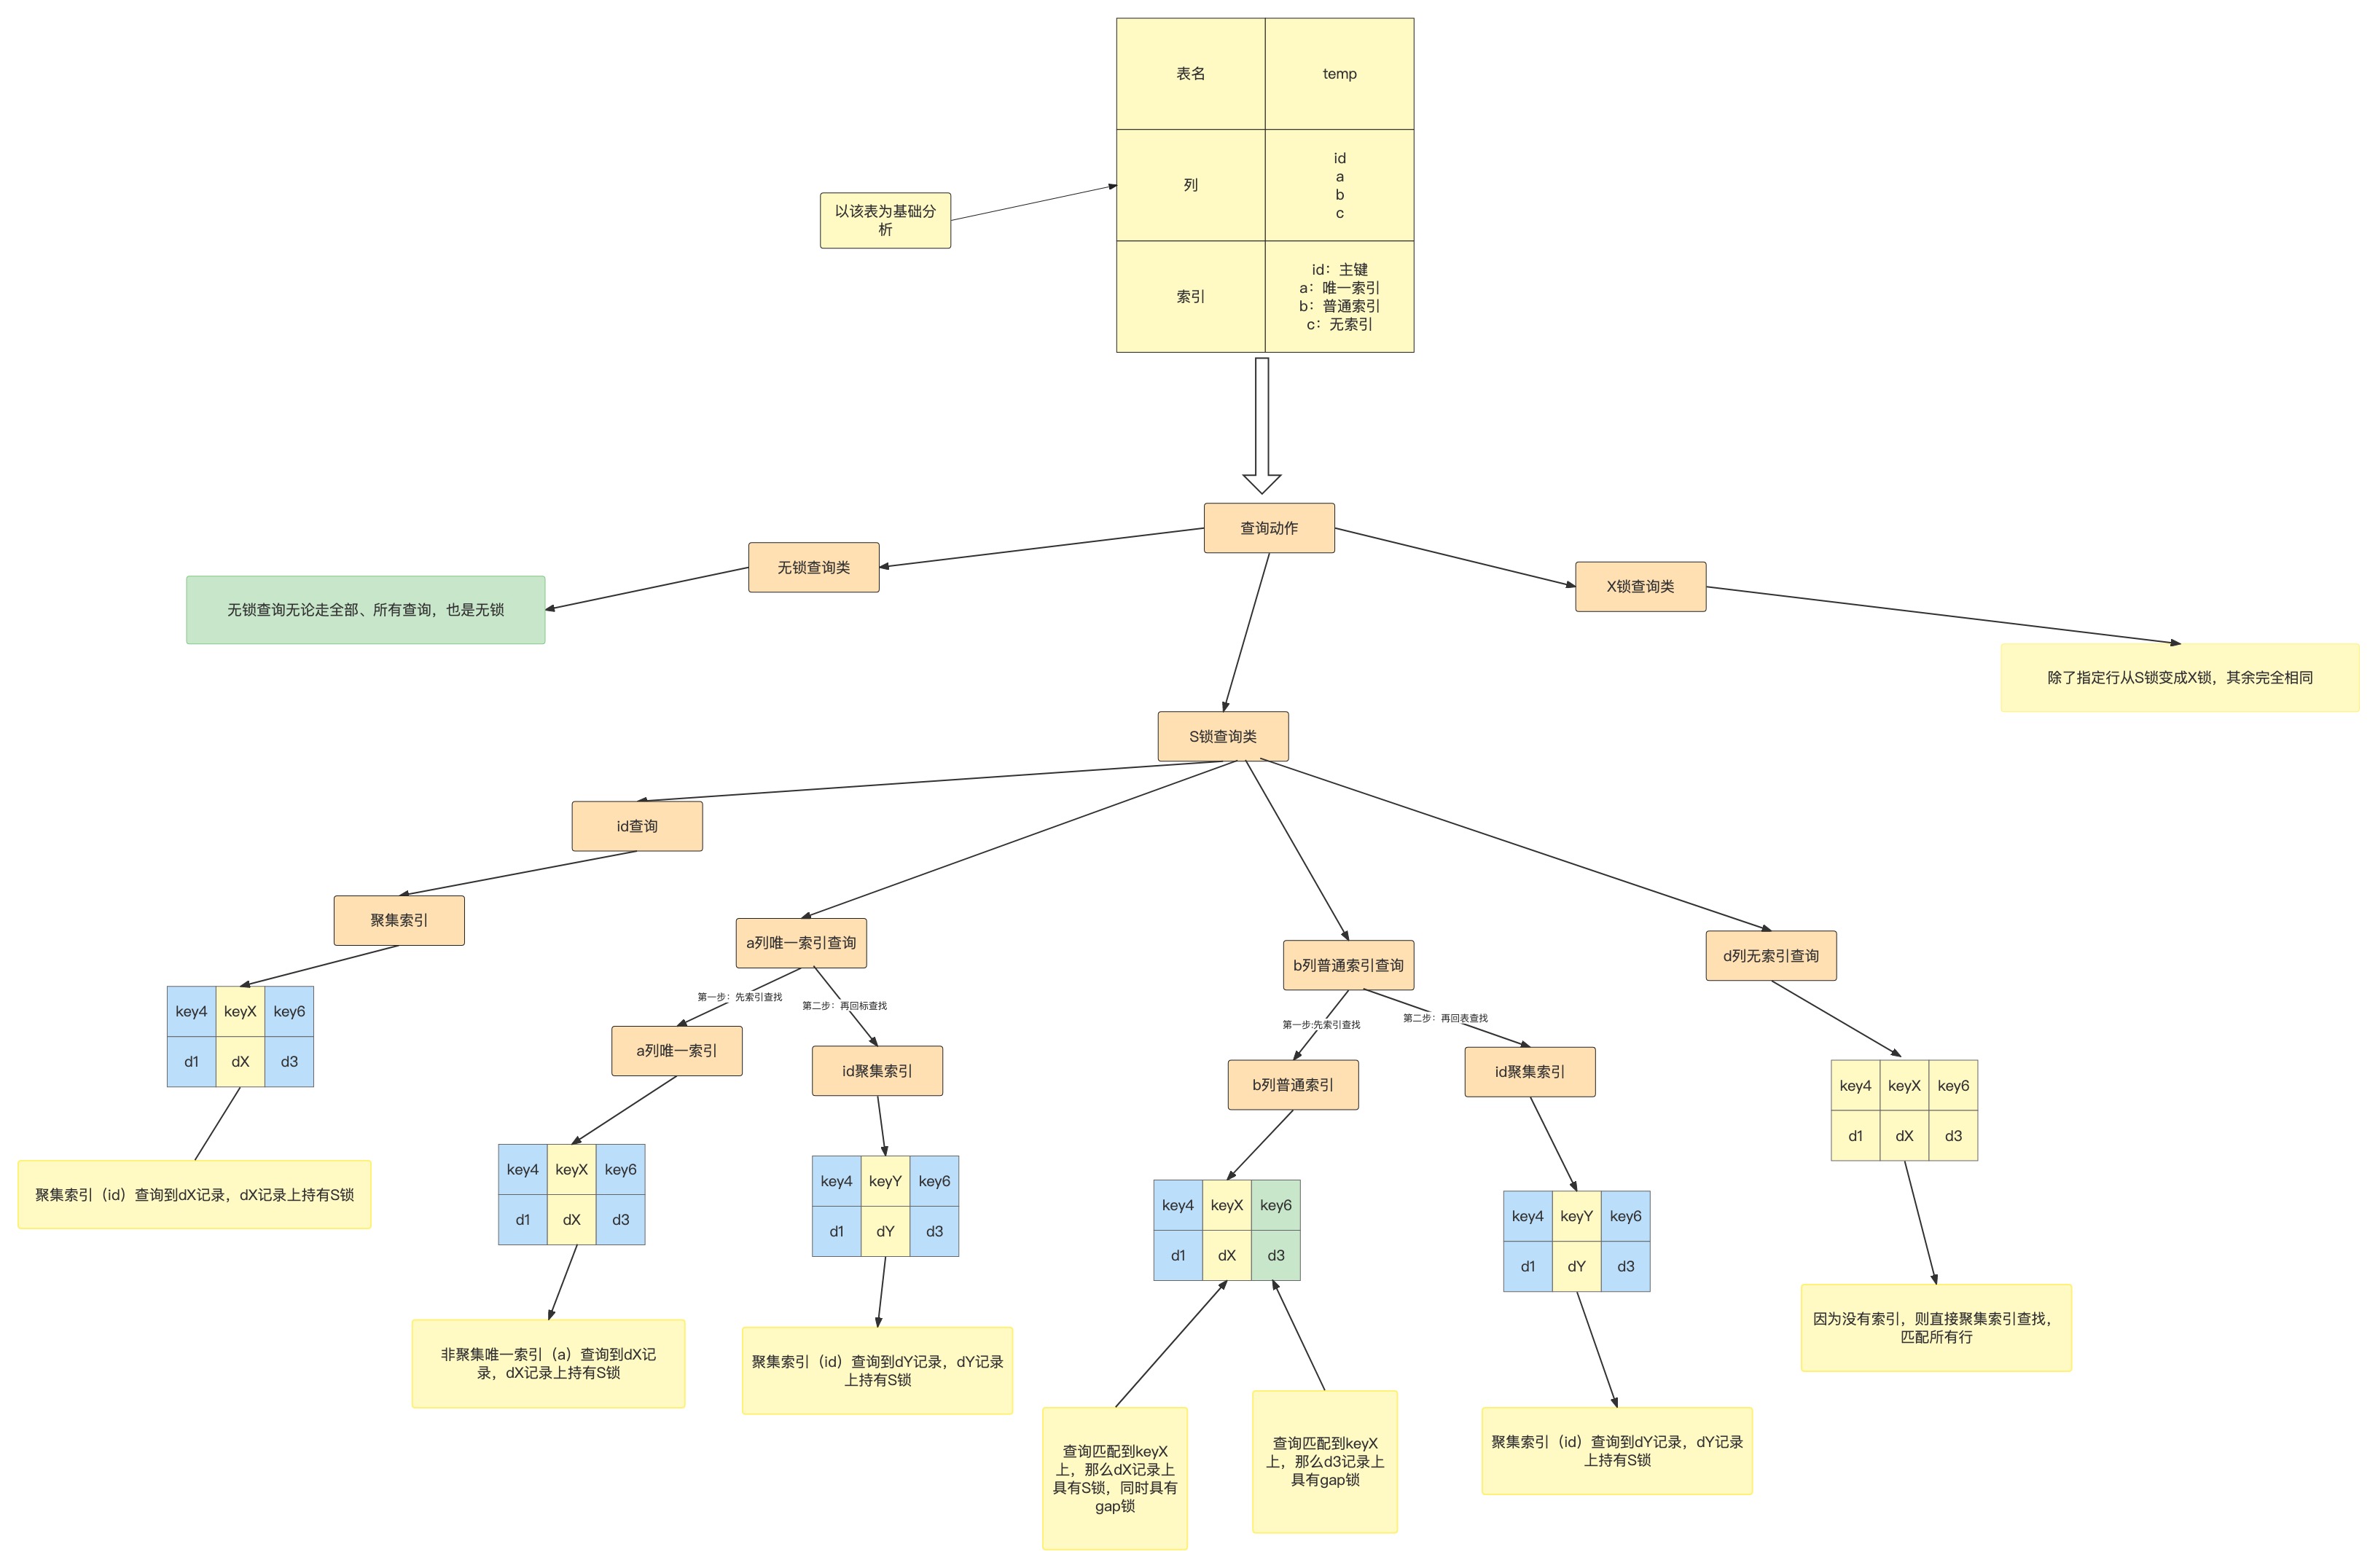 表名
temp
以该表为基础分
析
列
id
a
b
c
索引
id：主键
a：唯一索引
b：普通索引
c：无索引
查询动作
无锁查询类
无锁查询无论走全部、所有查询，也是无锁
X锁查询类
除了指定行从S锁变成X锁，其余完全相同
S锁查询类
id查询
聚集索引
key4 keyX key6
d1 dX d3
聚集索引（id）查询到dX记录，dX记录上持有S锁
a列唯一索引查询
第一步：先索引查找
第二步：再回标查找
a列唯一索引
id聚集索引
key4 keyX key6
d1 dX d3
key4 keyY key6
d1 dY d3
非聚集唯一索引（a）查询到dX记
录，dX记录上持有S锁
聚集索引（id）查询到dY记录，dY记录
上持有S锁
b列普通索引查询
第一步:先索引查找
第二步：再回表查找
b列普通索引
id聚集索引
key4 keyX key6
d1 dX d3
key4 keyY key6
d1 dY d3
查询匹配到keyX
上，那么dX记录上
具有S锁，同时具有
gap锁
查询匹配到keyX
上，那么d3记录上
具有gap锁
聚集索引（id）查询到dY记录，dY记录
上持有S锁
d列无索引查询
key4 keyX key6
d1 dX d3
因为没有索引，则直接聚集索引查找，
匹配所有行